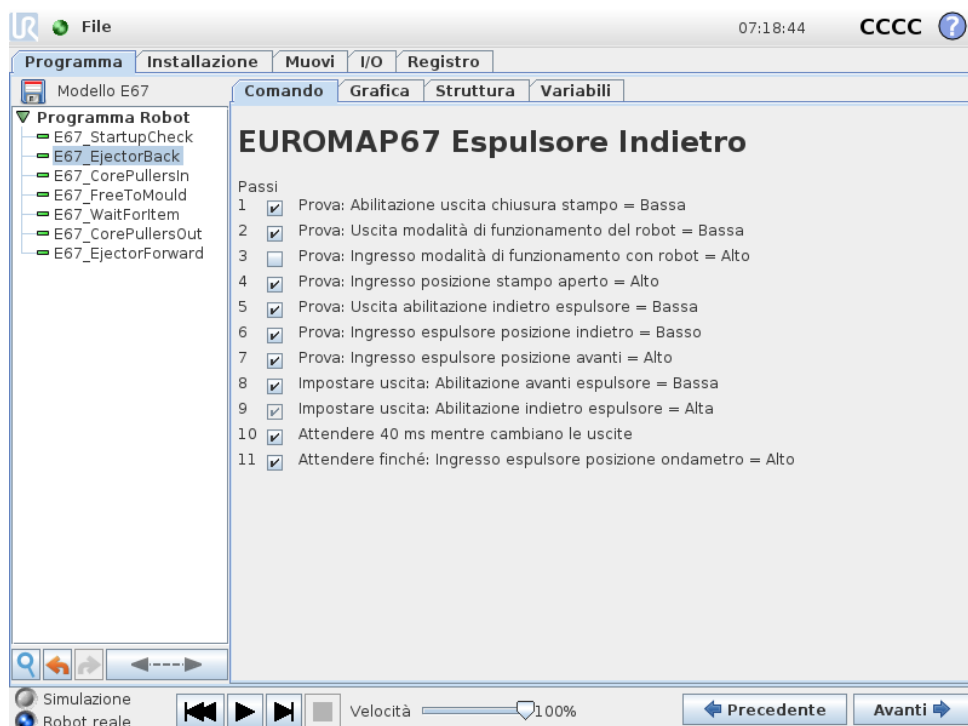 UR File 07:18:44 CCCC ?
Programma Installazione Muovi I/O Registro
Modello E67
Comando Grafica Struttura Variabili
Programma Robot
E67_StartupCheck
E67_EjectorBack
E67_CorePullersIn
E67_FreeToMould
E67_WaitForItem
E67_CorePullersOut
E67_EjectorForward
EUROMAP67 Espulsore Indietro
Passi
1 Prova: Abilitazione uscita chiusura stampo = Bassa
2 Prova: Uscita modalità di funzionamento del robot = Bassa
3 Prova: Ingresso modalità di funzionamento con robot = Alto
4 Prova: Ingresso posizione stampo aperto = Alto
5 Prova: Uscita abilitazione indietro espulsore = Bassa
6 Prova: Ingresso espulsore posizione indietro = Basso
7 Prova: Ingresso espulsore posizione avanti = Alto
8 Impostare uscita: Abilitazione avanti espulsore = Bassa
9 Impostare uscita: Abilitazione indietro espulsore = Alta
10 Attendere 40 ms mentre cambiano le uscite
11 Attendere finché: Ingresso espulsore posizione ondametro = Alto
Simulazione
Robot reale
Velocità 100%
Precedente Avanti